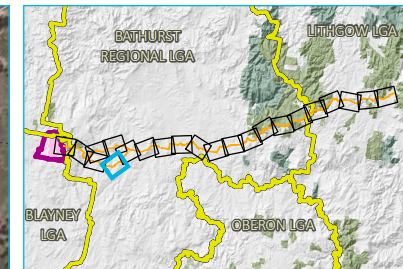 BATHURST
REGIONAL LGA
LITHGOW LGA
BLAYNEY
LGA
OBERON LGA